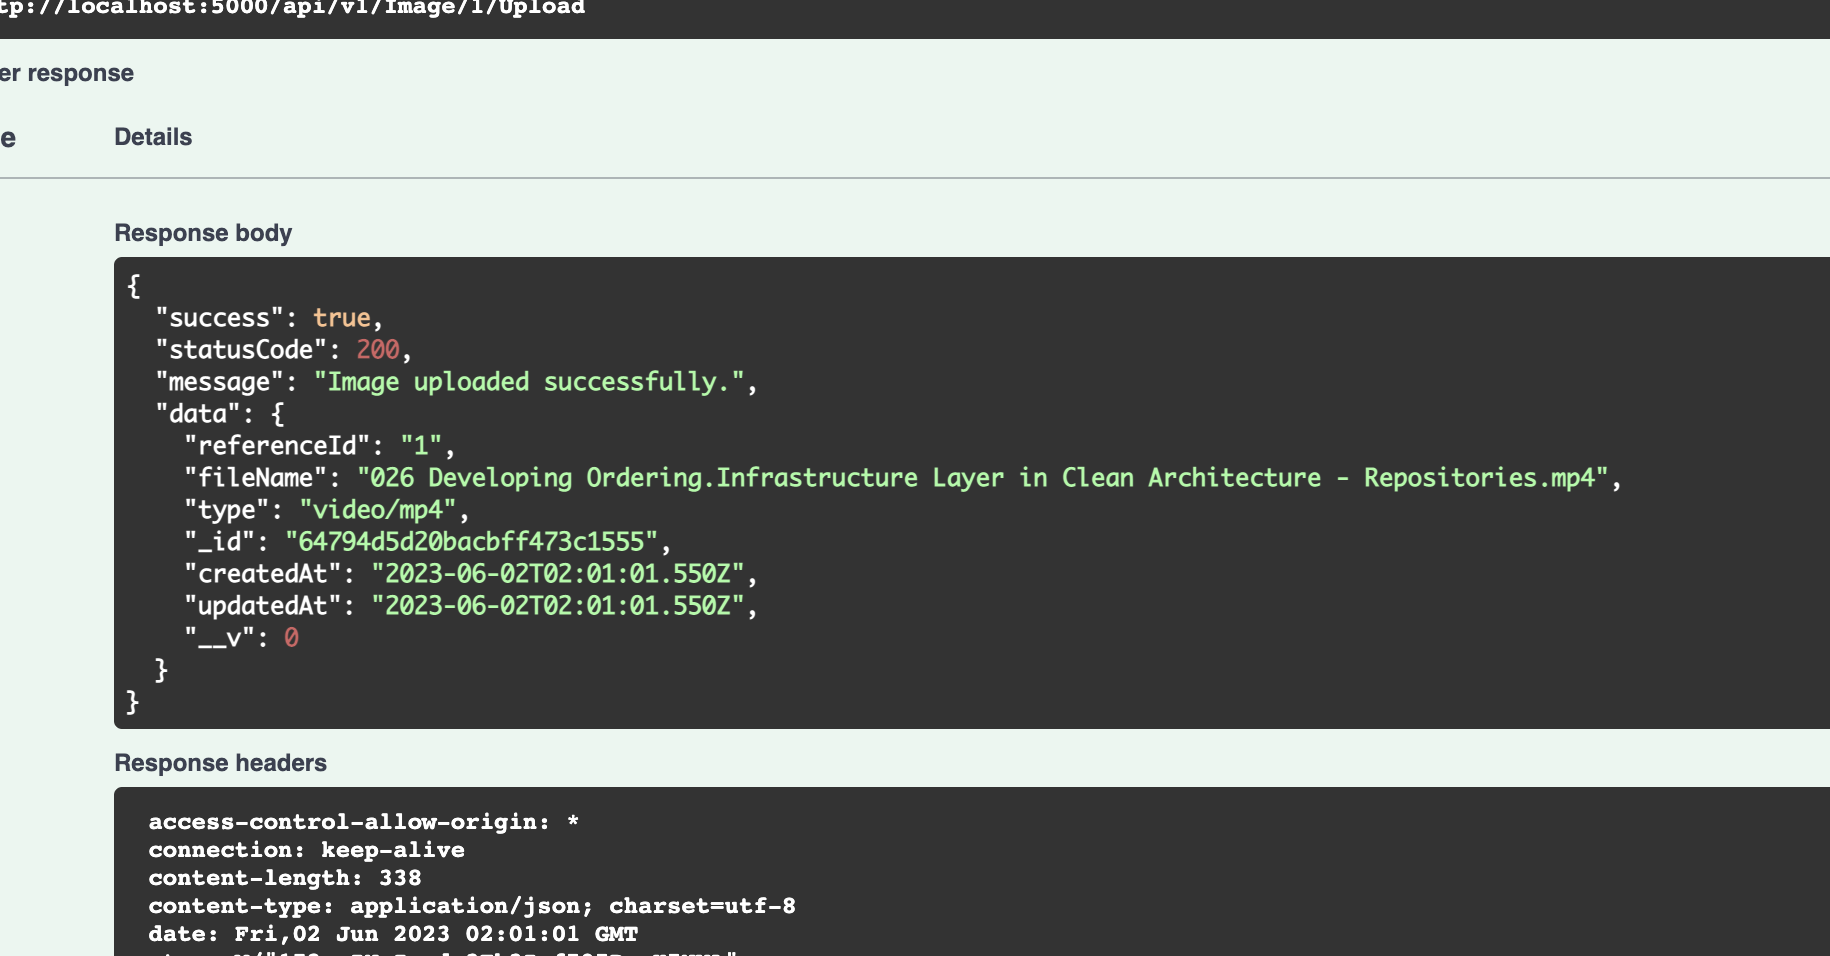 tp://localhost:5000/api/v1/Image/1/Upload
er response
e Details
Response body
{
"success": true,
"statusCode": 200,
"message": "Image uploaded successfully.",
"data": {
"referenceId": "1",
"fileName": "026 Developing Ordering.Infrastructure Layer in Clean Architecture - Repositories.mp4",
"type": "video/mp4",
"_id": "64794d5d20bacbff473c1555",
"createdAt": "2023-06-02T02:01:01.550Z",
"updatedAt": "2023-06-02T02:01:01.550Z",
"__v": 0
}
}
Response headers
access-control-allow-origin: *
connection: keep-alive
content-length: 338
content-type: application/json; charset=utf-8
date: Fri,02 Jun 2023 02:01:01 GMT